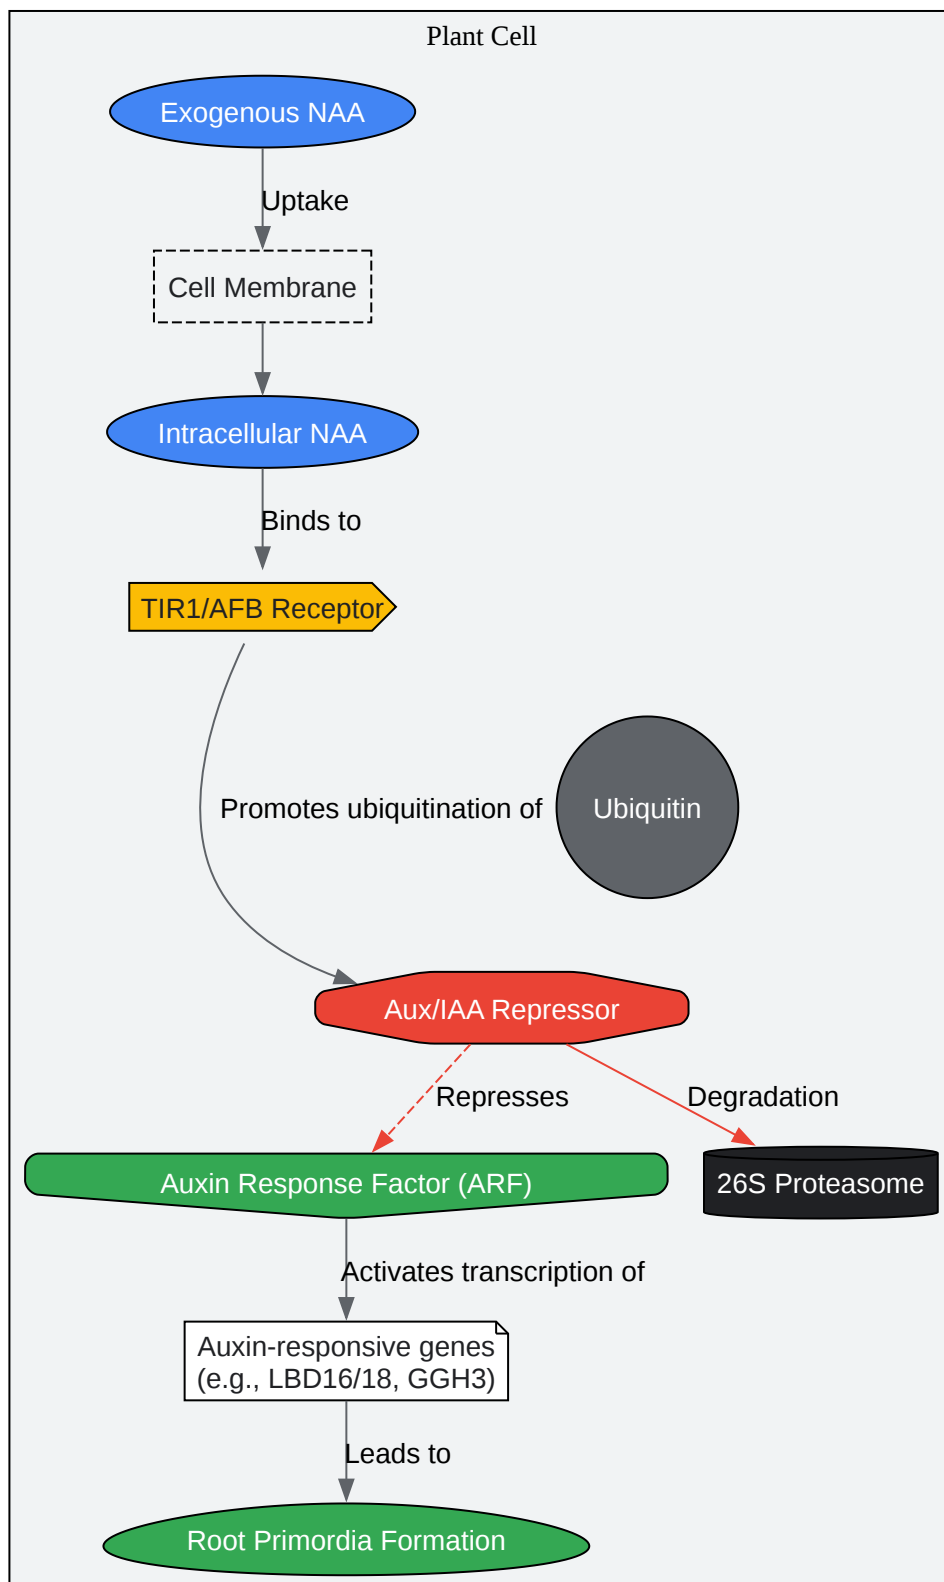 Plant Cell
Exogenous NAA
Uptake
Cell Membrane
Intracellular NAA
Binds to
TIR1/AFB Receptor
Promotes ubiquitination of
Ubiquitin
Aux/IAA Repressor
Represses
Degradation
Auxin Response Factor (ARF)
26S Proteasome
Activates transcription of
Auxin-responsive genes
(e.g., LBD16/18, GGH3)
Leads to
Root Primordia Formation